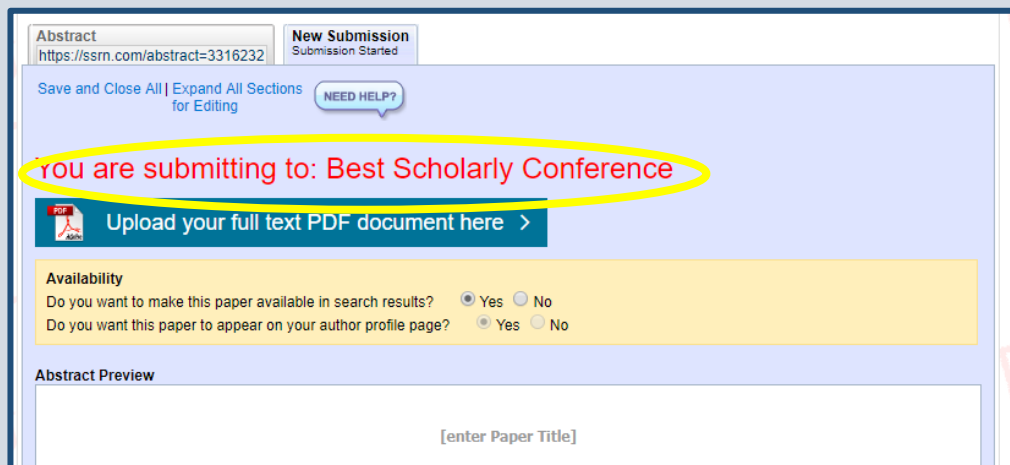 Abstract
https://ssrn.com/abstract=3316232
New Submission
Submission Started
Save and Close All | Expand All Sections
for Editing
NEED HELP?
You are submitting to: Best Scholarly Conference
PDF
Adobe
Upload your full text PDF document here >
Availability
Do you want to make this paper available in search results? Yes No
Do you want this paper to appear on your author profile page? Yes No
Abstract Preview
[enter Paper Title]